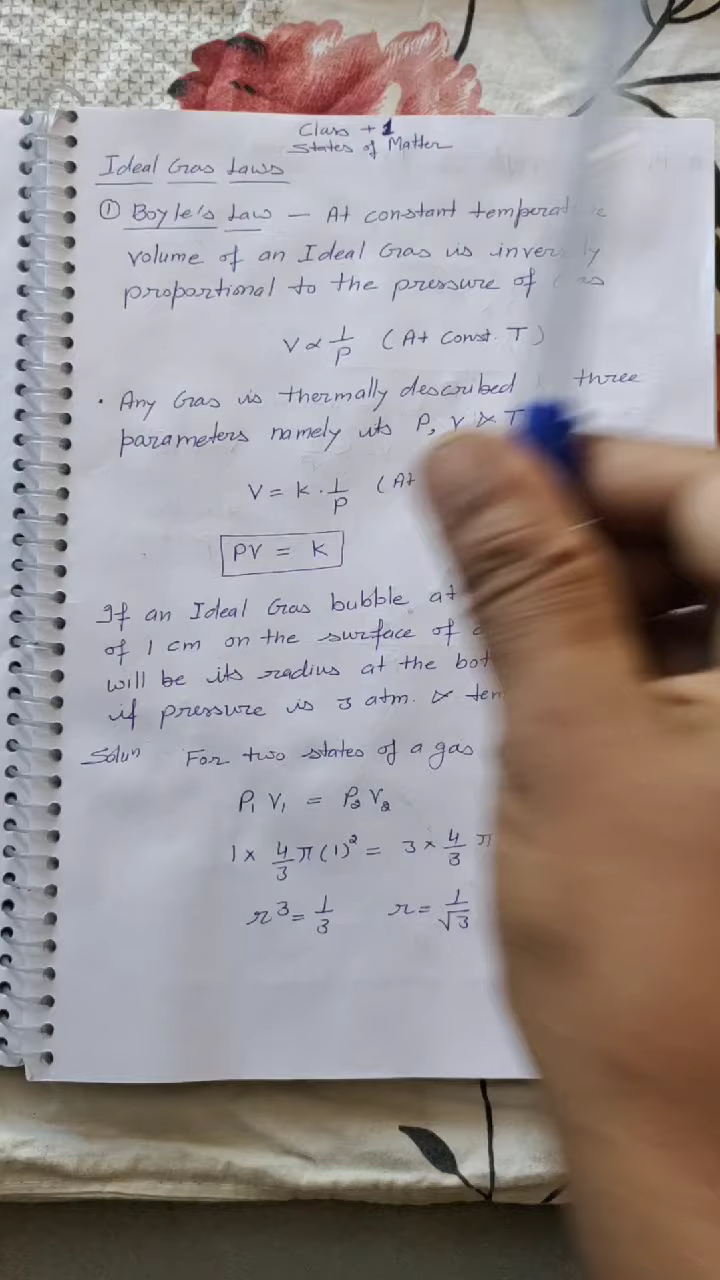 Class +1
States of Matter
Ideal Gas Laws
① Boyle's Law – At constant
volume of an Ideal Gas is
proportional to the pressure of
V ∝ 1/P (At Const. T)
• Any Gas is thermally described three
parameters namely its P, V & T
V = K · 1/P (At
PV = K
If an Ideal Gas bubble at
of 1 cm on the surface of
will be its radius at the
if pressure is 3 atm. &
Solun For two states of a gas
P₁ V₁ = P₂ V₂
1 × 4/3 π (1)² = 3 × 4/3 π
r³ = 1/3 r = 1/√3